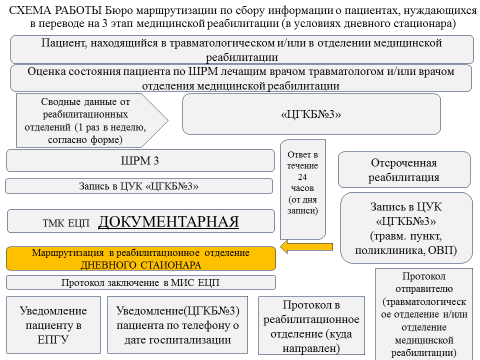 СХЕМА РАБОТЫ Бюро маршрутизации по сбору информации о пациентах, нуждающихся
в переводе на 3 этап медицинской реабилитации (в условиях дневного стационара)
Пациент, находящийся в травматологическом и/или в отделении медицинской
реабилитации
Оценка состояния пациента по ШРМ лечащим врачом травматологом и/или врачом
отделения медицинской реабилитации
Сводные данные от
реабилитационных
отделений (1 раз в неделю,
согласно форме)
«ЦГКБ№3»
ШРМ 3
Запись в ЦУК «ЦГКБ№3»
ТМК ЕЦП ДОКУМЕНТАРНАЯ
Маршрутизация в реабилитационное отделение
ДНЕВНОГО СТАИОНАРА
Протокол заключение в МИС ЕЦП
Ответ в
течение
24
часов
(от дня
записи)
Отсроченная
реабилитация
Запись в ЦУК
«ЦГКБ№3»
(травм. пункт,
поликлиника, ОВП)
Уведомление
пациенту в
ЕПГУ
Уведомление(ЦГКБ№3)
пациента по телефону о
дате госпитализации
Протокол в
реабилитационное
отделение (куда
направлен)
Протокол
отправителю
(травматологическ
ое отделение и/или
отделение
медицинской
реабилитации)